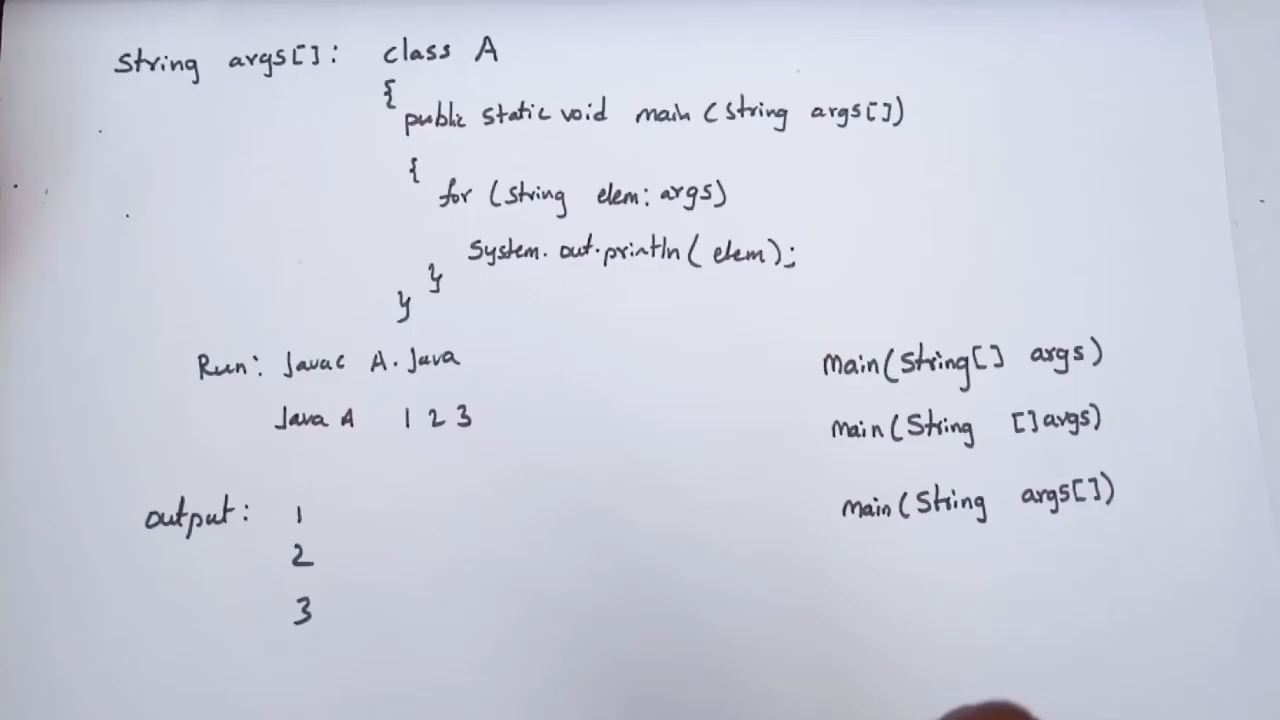 String args[]: class A
{
public static void main (String args[])
{
for (String elem: args)
System.out.println( elem);
}
}
Run: Javac A.Java
Java A 1 2 3
output: 1
2
3
main(String[] args)
main(String []args)
main(String args[])